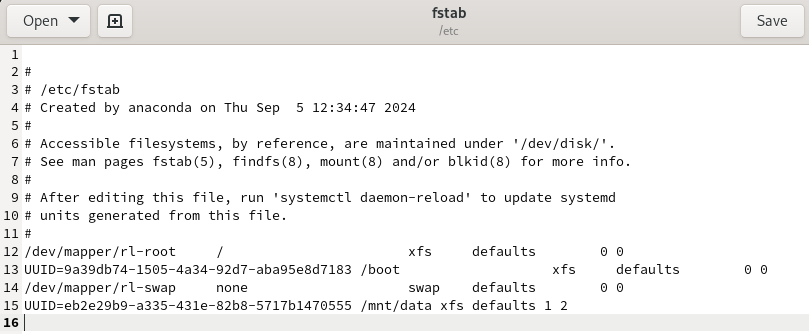 Open
fstab
/etc
Save
1
2 #
3 # /etc/fstab
4 # Created by anaconda on Thu Sep  5 12:34:47 2024
5 #
6 # Accessible filesystems, by reference, are maintained under '/dev/disk/'.
7 # See man pages fstab(5), findfs(8), mount(8) and/or blkid(8) for more info.
8 #
9 # After editing this file, run 'systemctl daemon-reload' to update systemd
10 # units generated from this file.
11 #
12 /dev/mapper/rl-root     /                       xfs     defaults        0 0
13 UUID=9a39db74-1505-4a34-92d7-aba95e8d7183 /boot                   xfs     defaults        0 0
14 /dev/mapper/rl-swap     none                    swap    defaults        0 0
15 UUID=eb2e29b9-a335-431e-82b8-5717b1470555 /mnt/data xfs defaults 1 2
16